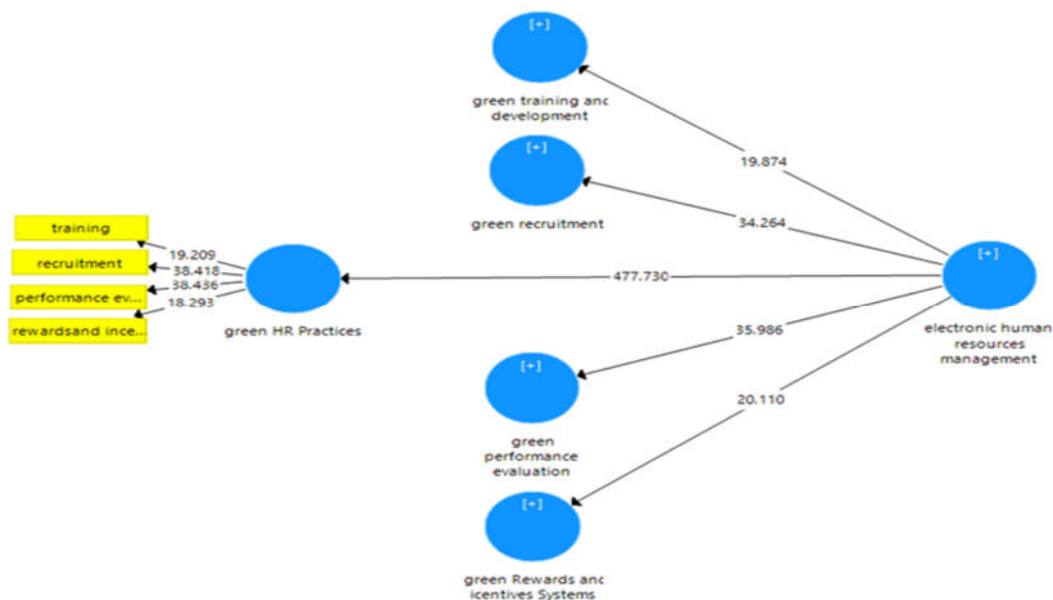 [+]
green training and
development
[+]
green recruitment
19.874
34.264
training
recruitment
performance ev...
rewardsand ince...
19.209
38.418
38.436
18.293
green HR Practices
477.730
[+]
electronic human
resources
management
35.986
20.110
[+]
green
performance
evaluation
[+]
green Rewards and
icentives Systems